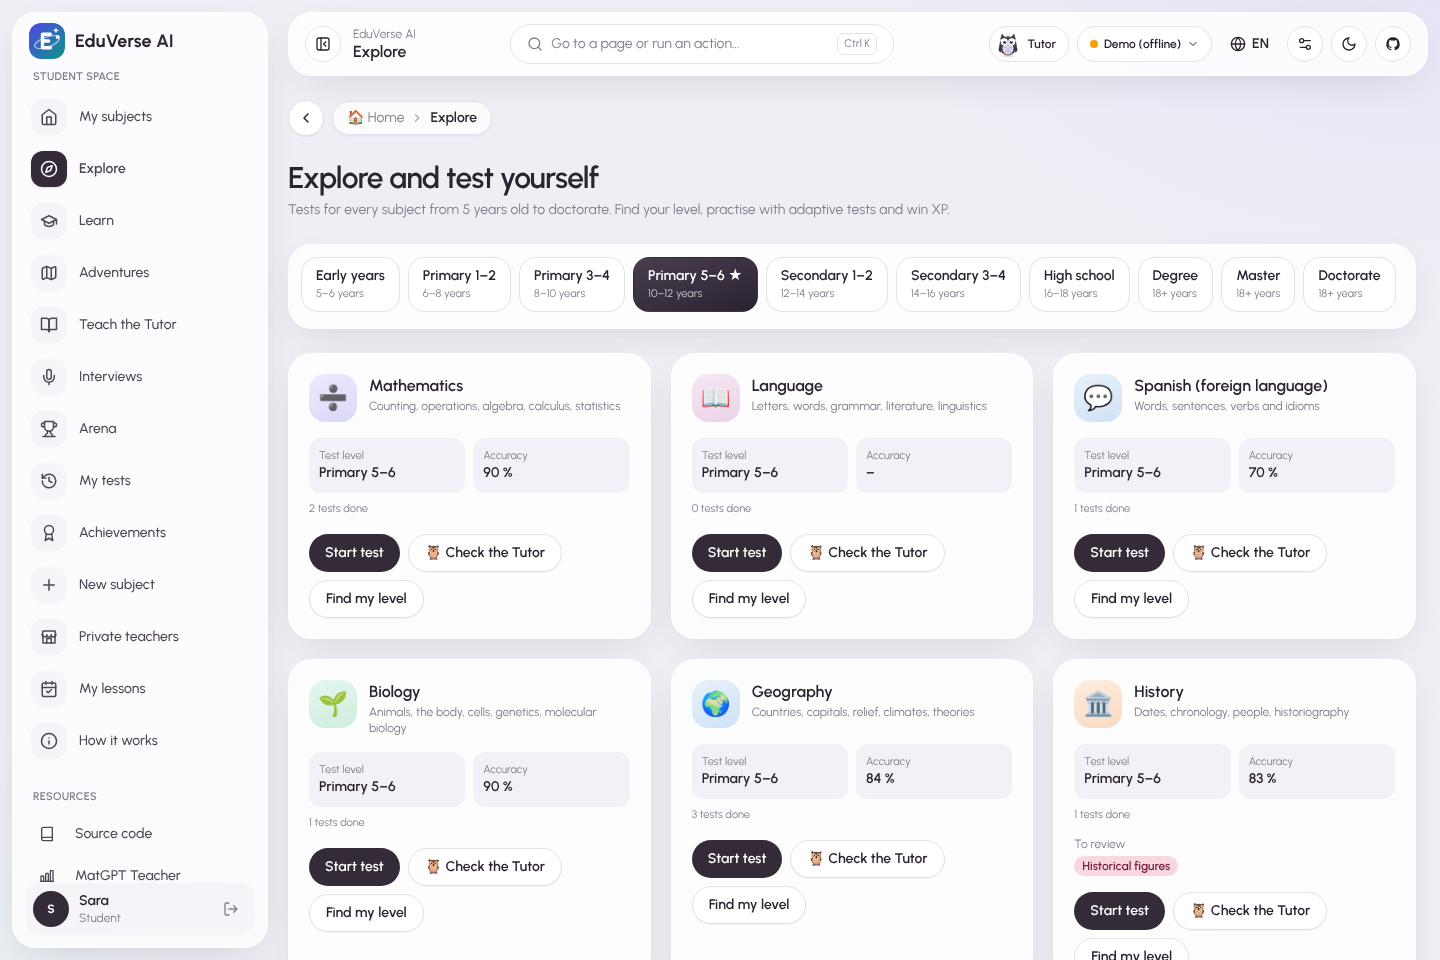 EduVerse AI
STUDENT SPACE
My subjects
Explore
Learn
Adventures
Teach the Tutor
Interviews
Arena
My tests
Achievements
New subject
Private teachers
My lessons
How it works
RESOURCES
Source code
MatGPT Teacher
S
Sara
Student
EduVerse AI
Explore
Go to a page or run an action...
Ctrl K
Tutor
Demo (offline)
EN
Home
Explore
Explore and test yourself
Tests for every subject from 5 years old to doctorate. Find your level, practise with adaptive tests and win XP.
Early years
5–6 years
Primary 1–2
6–8 years
Primary 3–4
8–10 years
Primary 5–6 ★
10–12 years
Secondary 1–2
12–14 years
Secondary 3–4
14–16 years
High school
16–18 years
Degree
18+ years
Master
18+ years
Doctorate
18+ years
Mathematics
Counting, operations, algebra, calculus, statistics
Test level
Primary 5–6
Accuracy
90 %
2 tests done
Start test
Check the Tutor
Find my level
Language
Letters, words, grammar, literature, linguistics
Test level
Primary 5–6
Accuracy
–
0 tests done
Start test
Check the Tutor
Find my level
Spanish (foreign language)
Words, sentences, verbs and idioms
Test level
Primary 5–6
Accuracy
70 %
1 tests done
Start test
Check the Tutor
Find my level
Biology
Animals, the body, cells, genetics, molecular
biology
Test level
Primary 5–6
Accuracy
90 %
1 tests done
Start test
Check the Tutor
Find my level
Geography
Countries, capitals, relief, climates, theories
Test level
Primary 5–6
Accuracy
84 %
3 tests done
Start test
Check the Tutor
Find my level
History
Dates, chronology, people, historiography
Test level
Primary 5–6
Accuracy
83 %
1 tests done
To review
Historical figures
Start test
Check the Tutor
Find my level